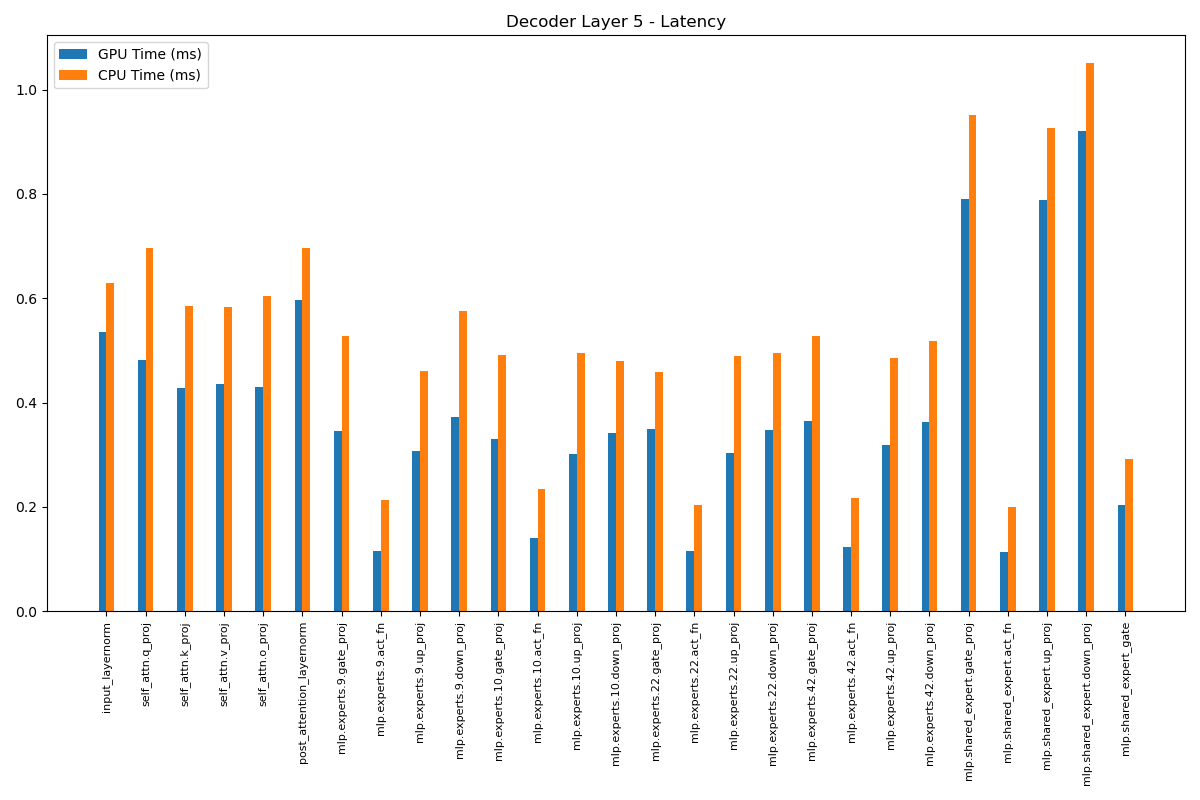 Decoder Layer 5 - Latency
GPU Time (ms)
CPU Time (ms)
1.0
0.8
0.6
0.4
0.2
0.0
input_layernorm
self_attn.q_proj
self_attn.k_proj
self_attn.v_proj
self_attn.o_proj
post_attention_layernorm
mlp.experts.9.gate_proj
mlp.experts.9.act_fn
mlp.experts.9.up_proj
mlp.experts.9.down_proj
mlp.experts.10.gate_proj
mlp.experts.10.act_fn
mlp.experts.10.up_proj
mlp.experts.10.down_proj
mlp.experts.22.gate_proj
mlp.experts.22.act_fn
mlp.experts.22.up_proj
mlp.experts.22.down_proj
mlp.experts.42.gate_proj
mlp.experts.42.act_fn
mlp.experts.42.up_proj
mlp.experts.42.down_proj
mlp.shared_expert.gate_proj
mlp.shared_expert.act_fn
mlp.shared_expert.up_proj
mlp.shared_expert.down_proj
mlp.shared_expert_gate